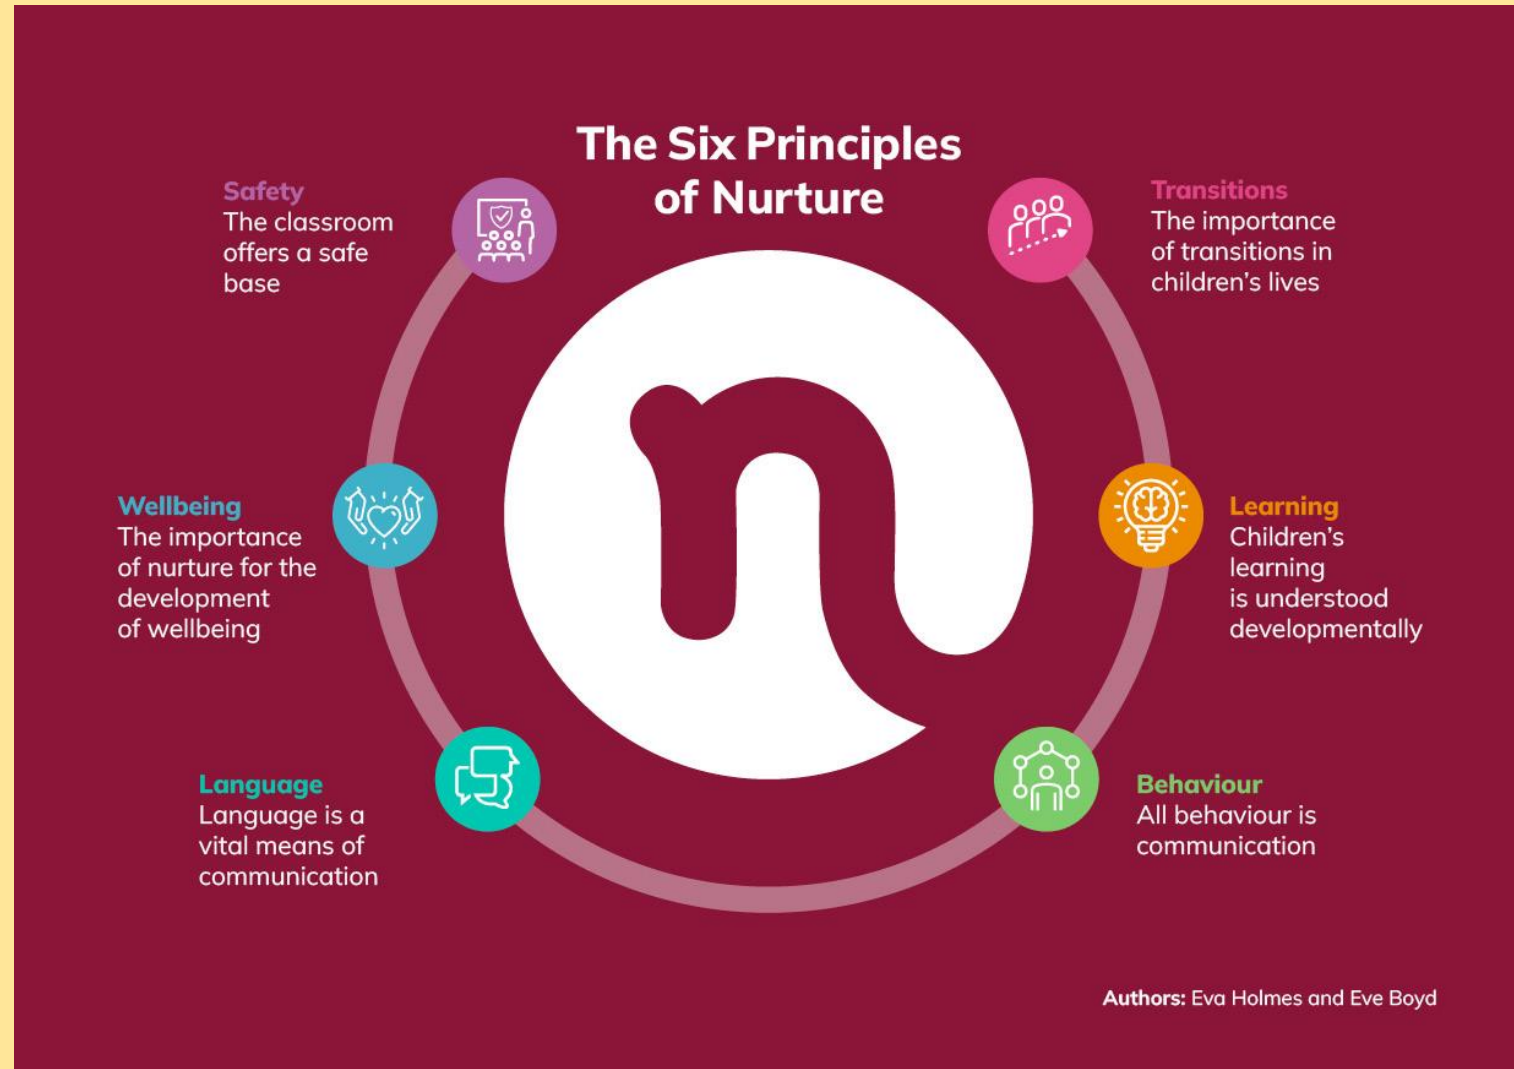 The Six Principles
of Nurture
Safety
The classroom
offers a safe
base
Transitions
The importance
of transitions in
children's lives
Wellbeing
The importance
of nurture for the
development
of wellbeing
n
Learning
Children's
learning
is understood
developmentally
Language
Language is a
vital means of
communication
Behaviour
All behaviour is
communication
Authors: Eva Holmes and Eve Boyd